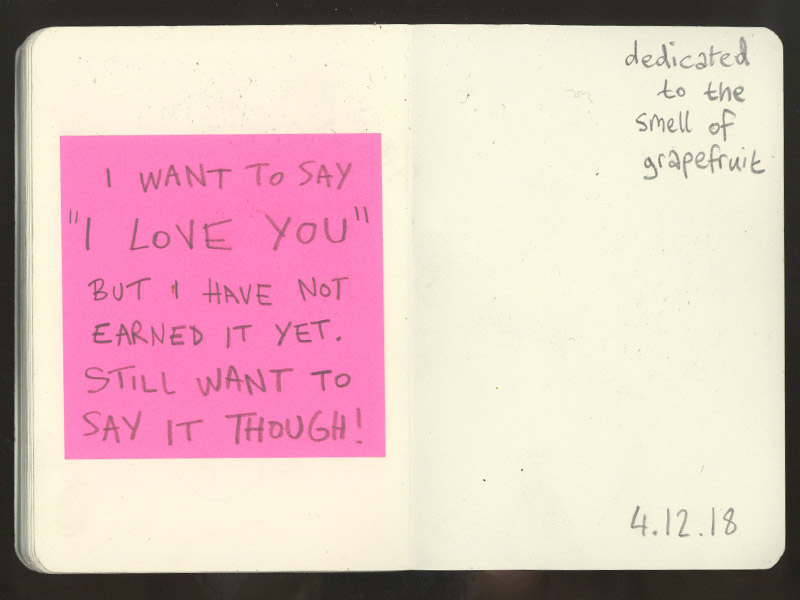 I WANT TO SAY
"I LOVE YOU"
BUT I HAVE NOT
EARNED IT YET.
STILL WANT TO
SAY IT THOUGH!
dedicated
to the
smell of
grapefruit
4.12.18